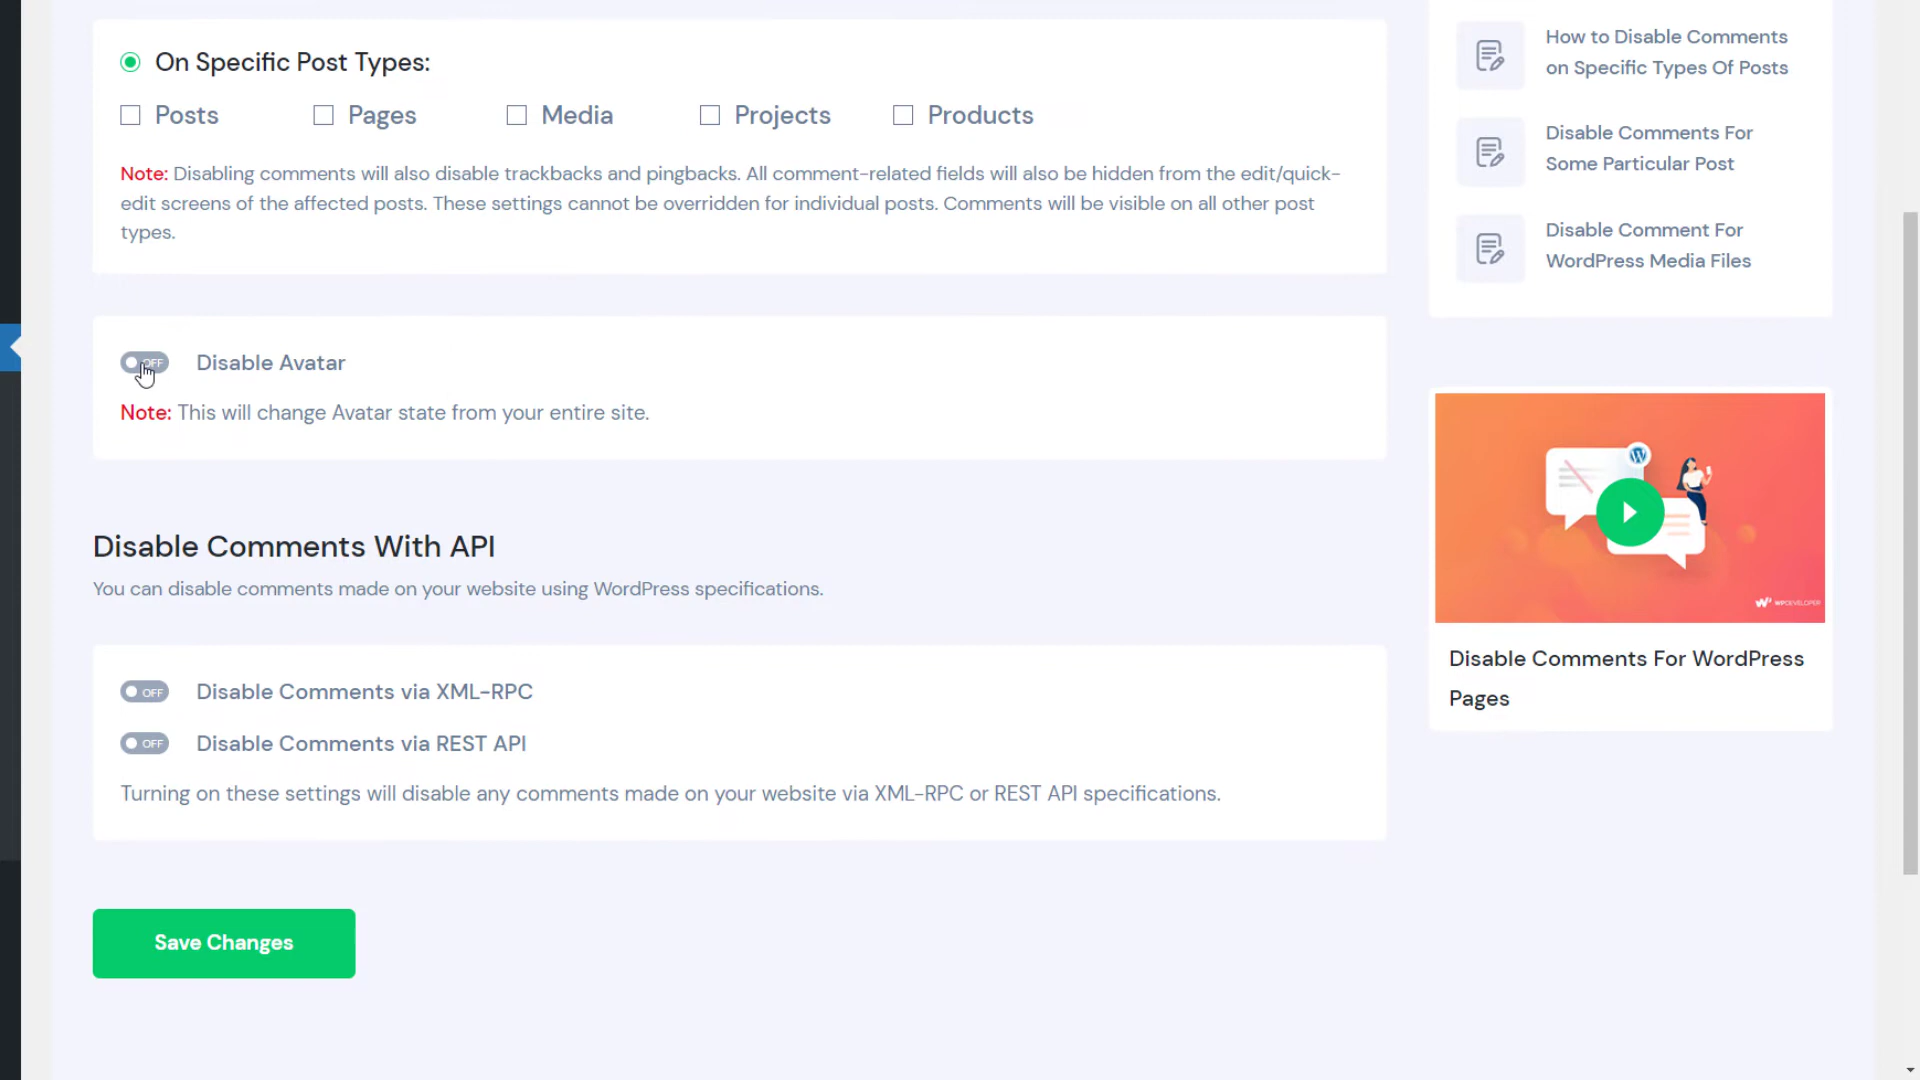 On Specific Post Types:
Posts
Pages
Media
Projects
Products
Note: Disabling comments will also disable trackbacks and pingbacks. All comment-related fields will also be hidden from the edit/quick-
edit screens of the affected posts. These settings cannot be overridden for individual posts. Comments will be visible on all other post
types.
OFF
Disable Avatar
Note: This will change Avatar state from your entire site.
Disable Comments With API
You can disable comments made on your website using WordPress specifications.
OFF
Disable Comments via XML-RPC
OFF
Disable Comments via REST API
Turning on these settings will disable any comments made on your website via XML-RPC or REST API specifications.
Save Changes
How to Disable Comments
on Specific Types Of Posts
Disable Comments For
Some Particular Post
Disable Comment For
WordPress Media Files
WPDEVELOPER
Disable Comments For WordPress
Pages